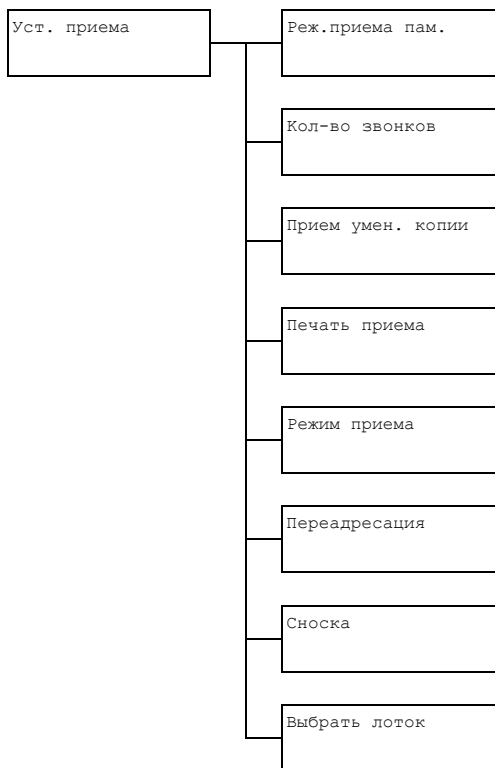 Уст. приема
Реж.приема пам.
Кол-во звонков
Прием умен. копии
Печать приема
Режим приема
Переадресация
Сноска
Выбрать лоток